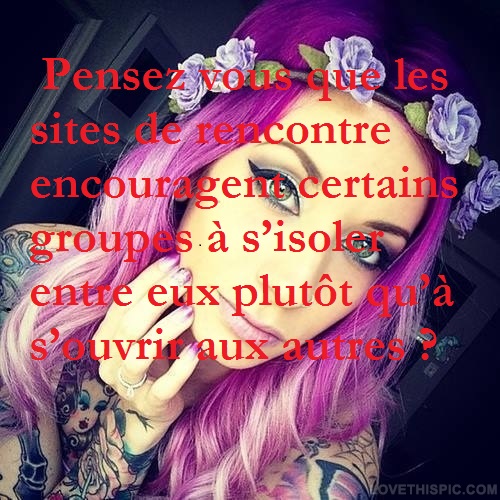 Pensez vous que les
sites de rencontre
encouragent certains
groupes à s’isoler
entre eux plutôt qu’à
s’ouvrir aux autres ?
LOVETHISPIC.COM